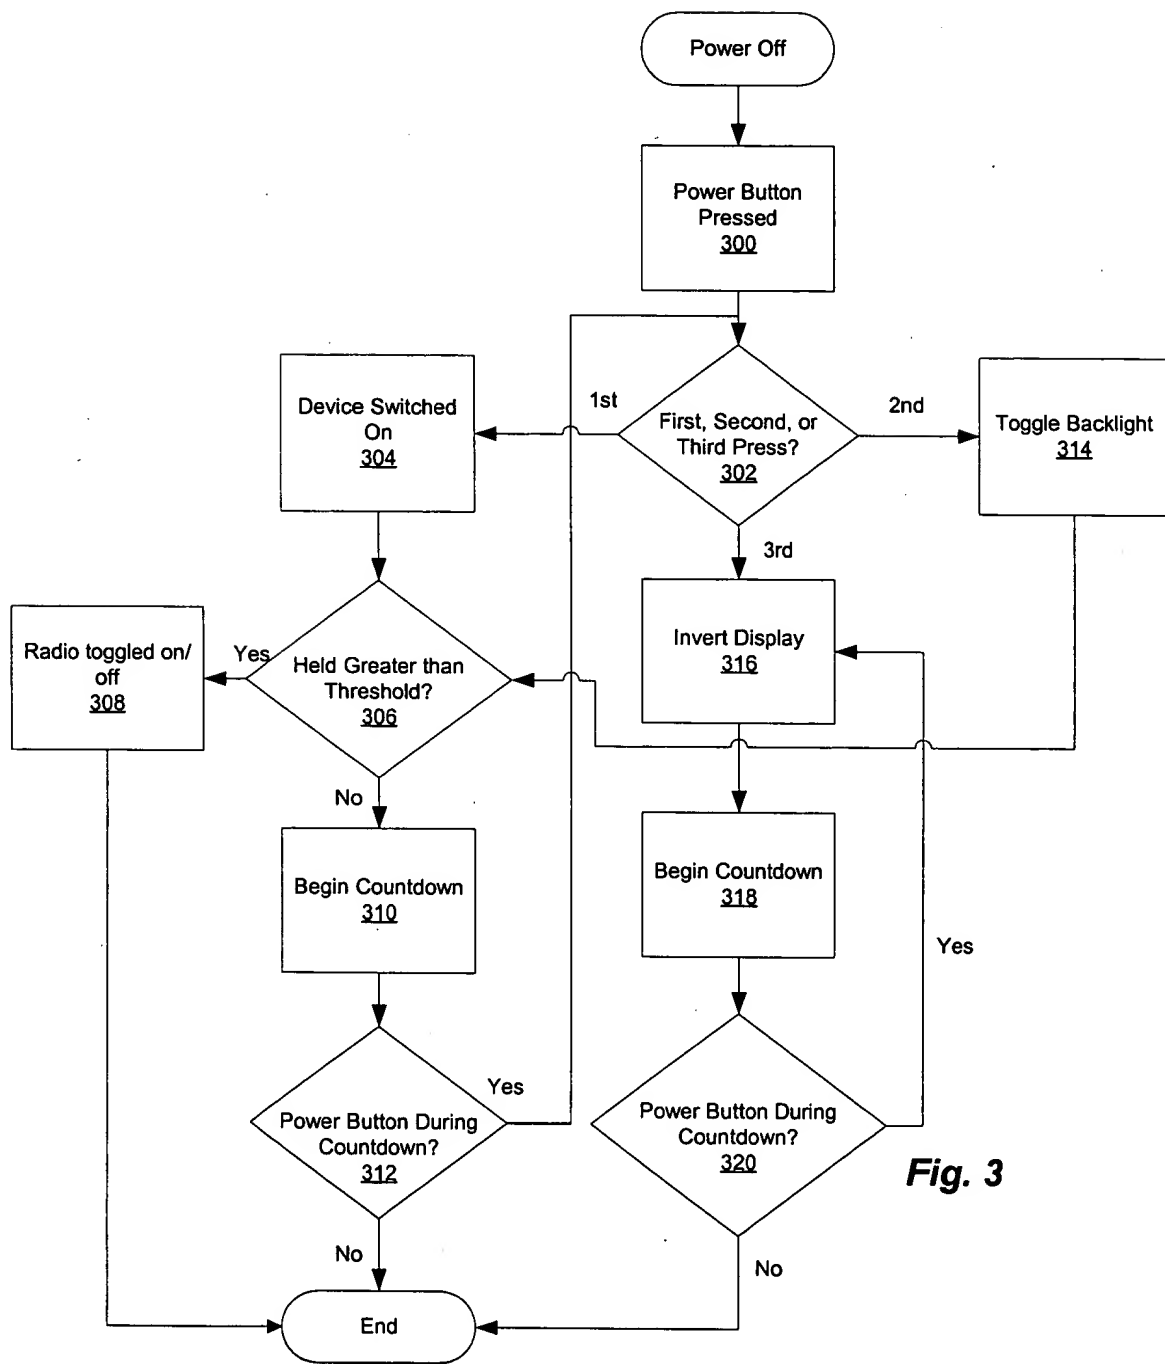 Power Off
Power Button
Pressed
300
First, Second, or
Third Press?
302
1st
2nd
3rd
Device Switched
On
304
Toggle Backlight
314
Held Greater than
Threshold?
306
Yes
No
Radio toggled on/
off
308
Invert Display
316
Begin Countdown
310
Begin Countdown
318
Power Button During
Countdown?
312
Yes
No
Power Button During
Countdown?
320
Yes
No
End
Fig. 3